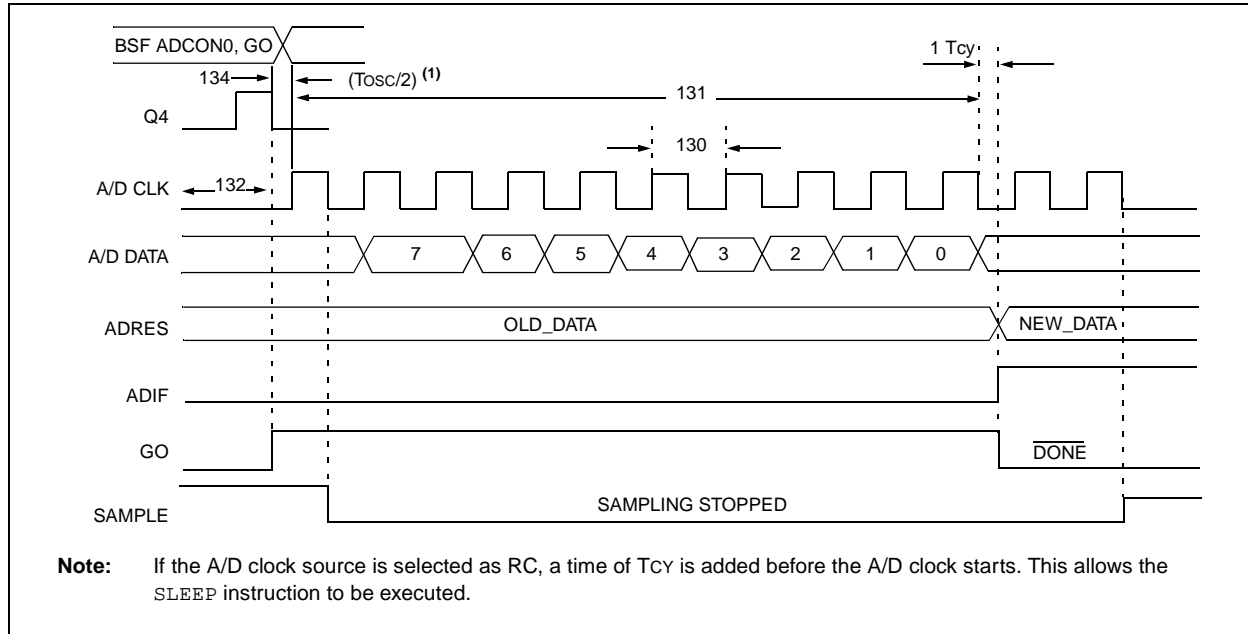 BSF ADCON0, GO
1 TCY
134
(TOSC/2) (1)
131
Q4
130
A/D CLK
132
A/D DATA
7 6 5 4 3 2 1 0
ADRES
OLD_DATA
NEW_DATA
ADIF
GO
DONE
SAMPLE
SAMPLING STOPPED
Note: If the A/D clock source is selected as RC, a time of TCY is added before the A/D clock starts. This allows the
SLEEP instruction to be executed.